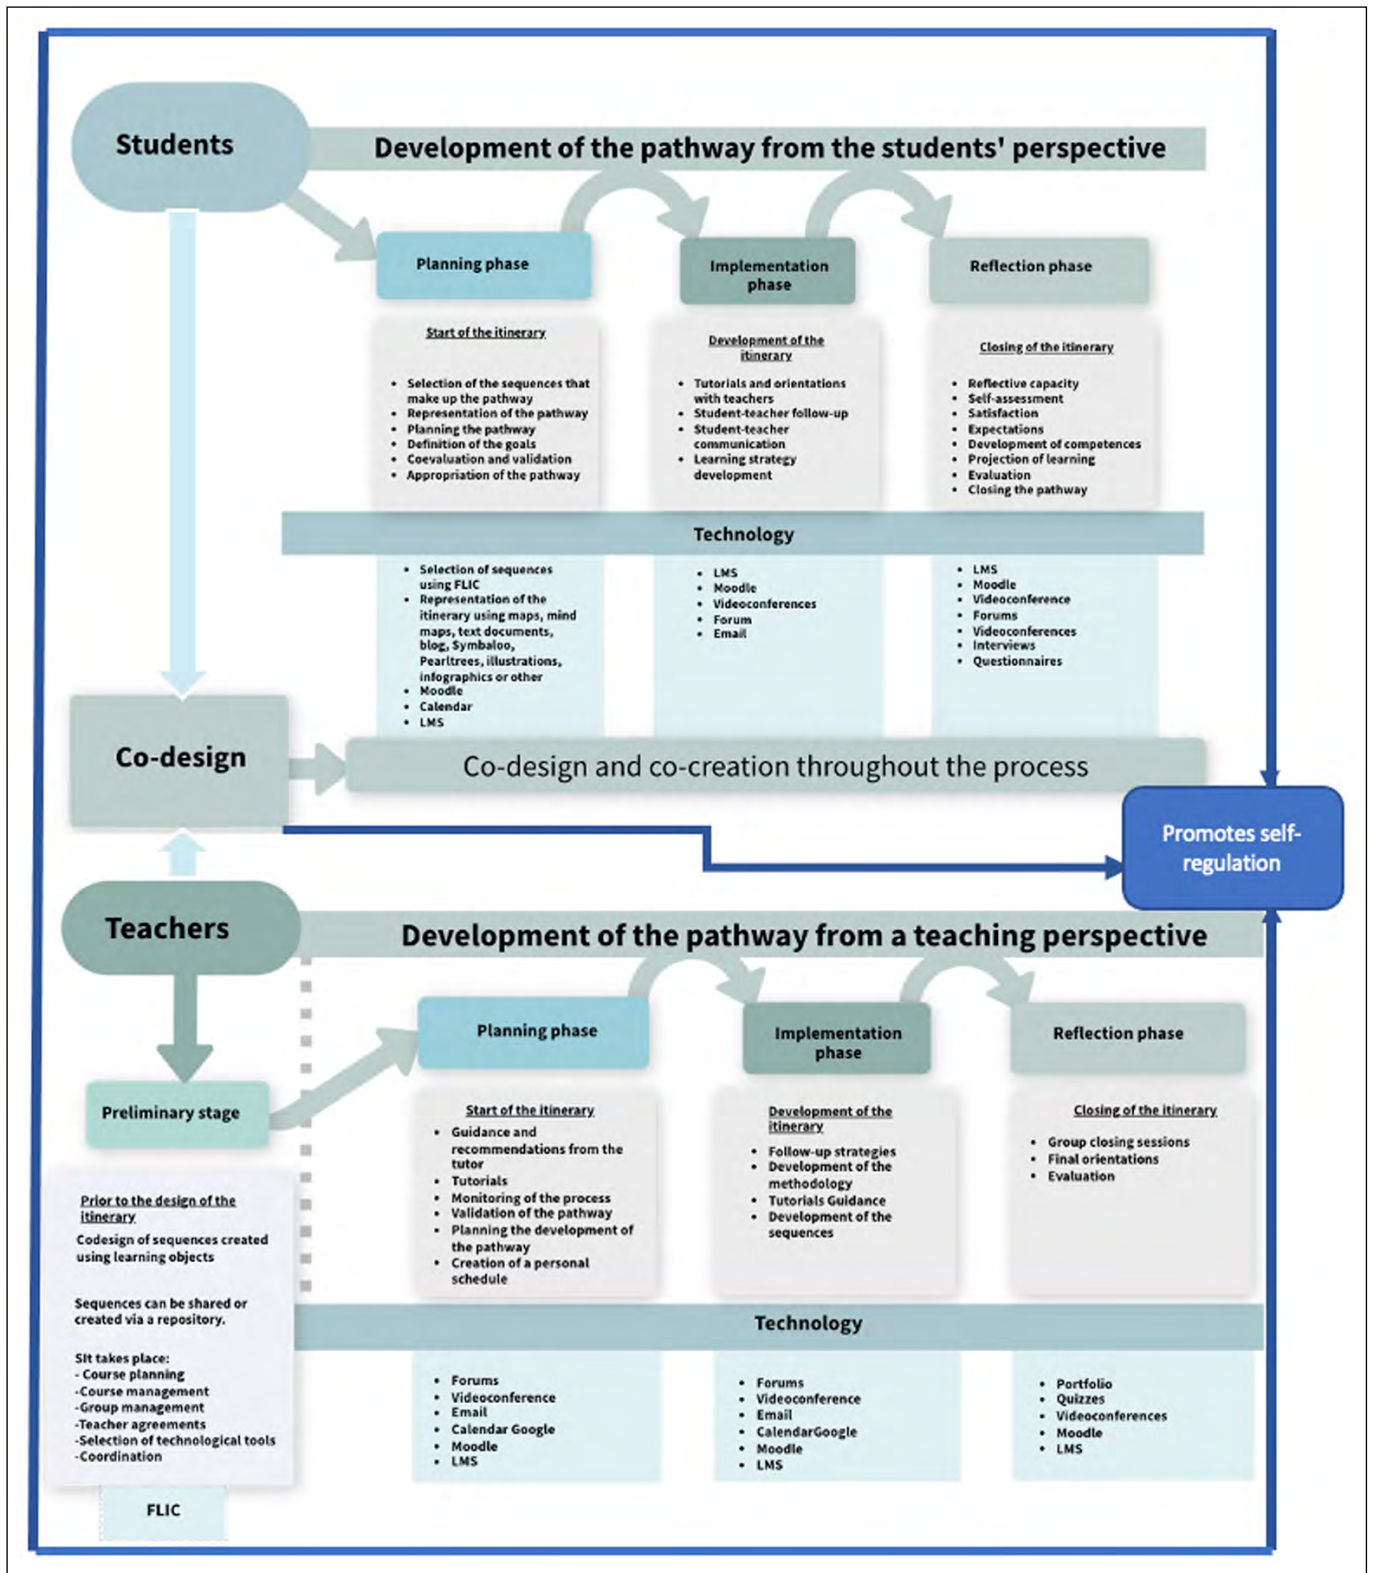 Students
Development of the pathway from the students' perspective
Planning phase
Implementation
phase
Reflection phase
Start of the itinerary
• Selection of the sequences that
make up the pathway
• Representation of the pathway
• Planning the pathway
• Definition of the goals
• Coevaluation and validation
• Appropriation of the pathway
Development of the
itinerary
• Tutorials and orientations
with teachers
• Student-teacher follow-up
• Student-teacher
communication
• Learning strategy
development
Closing of the itinerary
• Reflective capacity
• Self-assessment
• Satisfaction
• Expectations
• Development of competences
• Projection of learning
• Evaluation
• Closing the pathway
Technology
• Selection of sequences
using FLIC
• Representation of the
itinerary using maps, mind
maps, text documents,
blog, Symbaloo,
Pearltrees, illustrations,
infographics or other
• Moodle
• Calendar
• LMS
• LMS
• Moodle
• Videoconferences
• Forum
• Email
• LMS
• Moodle
• Videoconference
• Forums
• Videoconferences
• Interviews
• Questionnaires
Co-design
Co-design and co-creation throughout the process
Promotes self-
regulation
Teachers
Development of the pathway from a teaching perspective
Planning phase
Implementation
phase
Reflection phase
Preliminary stage
Prior to the design of the
itinerary
Codesign of sequences created
using learning objects
Sequences can be shared or
created via a repository.
SIt takes place:
- Course planning
-Course management
-Group management
-Teacher agreements
-Selection of technological tools
-Coordination
FLIC
Start of the itinerary
• Guidance and
recommendations from the
tutor
• Tutorials
• Monitoring of the process
• Validation of the pathway
• Planning the development of
the pathway
• Creation of a personal
schedule
Development of the
itinerary
• Follow-up strategies
• Development of the
methodology
• Tutorials Guidance
• Development of the
sequences
Closing of the itinerary
• Group closing sessions
• Final orientations
• Evaluation
Technology
• Forums
• Videoconference
• Email
• Calendar Google
• Moodle
• LMS
• Forums
• Videoconference
• Email
• CalendarGoogle
• Moodle
• LMS
• Portfolio
• Quizzes
• Videoconferences
• Moodle
• LMS